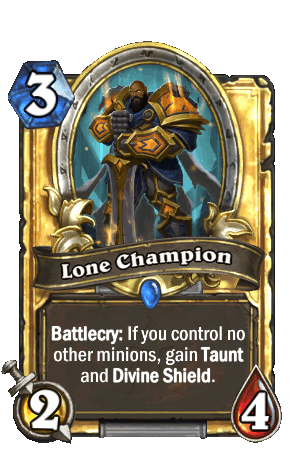 3
Lone Champion
Battlecry: If you control no
other minions, gain Taunt
and Divine Shield.
2
4